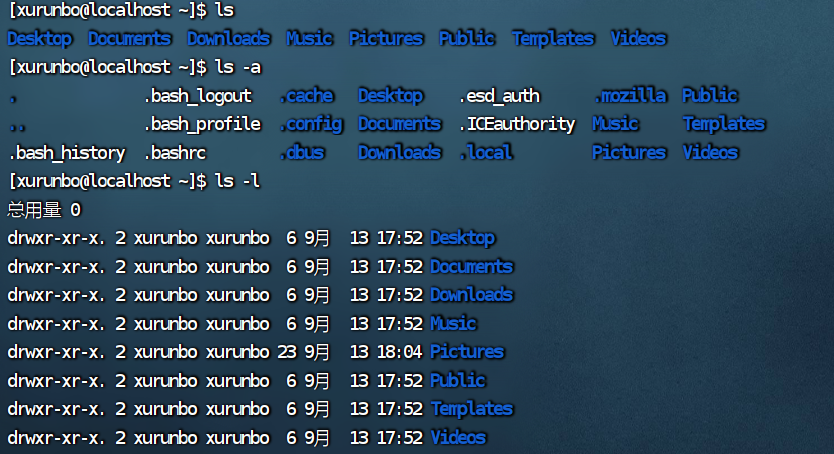 [xurunbo@localhost ~]$ ls
Desktop  Documents  Downloads  Music  Pictures  Public  Templates  Videos
[xurunbo@localhost ~]$ ls -a
.              .bash_logout   .cache   Desktop    .esd_auth      .mozilla  Public
..             .bash_profile  .config  Documents  .ICEauthority  Music     Templates
.bash_history  .bashrc        .dbus    Downloads  .local         Pictures  Videos
[xurunbo@localhost ~]$ ls -l
总用量 0
drwxr-xr-x. 2 xurunbo xurunbo  6 9月  13 17:52 Desktop
drwxr-xr-x. 2 xurunbo xurunbo  6 9月  13 17:52 Documents
drwxr-xr-x. 2 xurunbo xurunbo  6 9月  13 17:52 Downloads
drwxr-xr-x. 2 xurunbo xurunbo  6 9月  13 17:52 Music
drwxr-xr-x. 2 xurunbo xurunbo 23 9月  13 18:04 Pictures
drwxr-xr-x. 2 xurunbo xurunbo  6 9月  13 17:52 Public
drwxr-xr-x. 2 xurunbo xurunbo  6 9月  13 17:52 Templates
drwxr-xr-x. 2 xurunbo xurunbo  6 9月  13 17:52 Videos